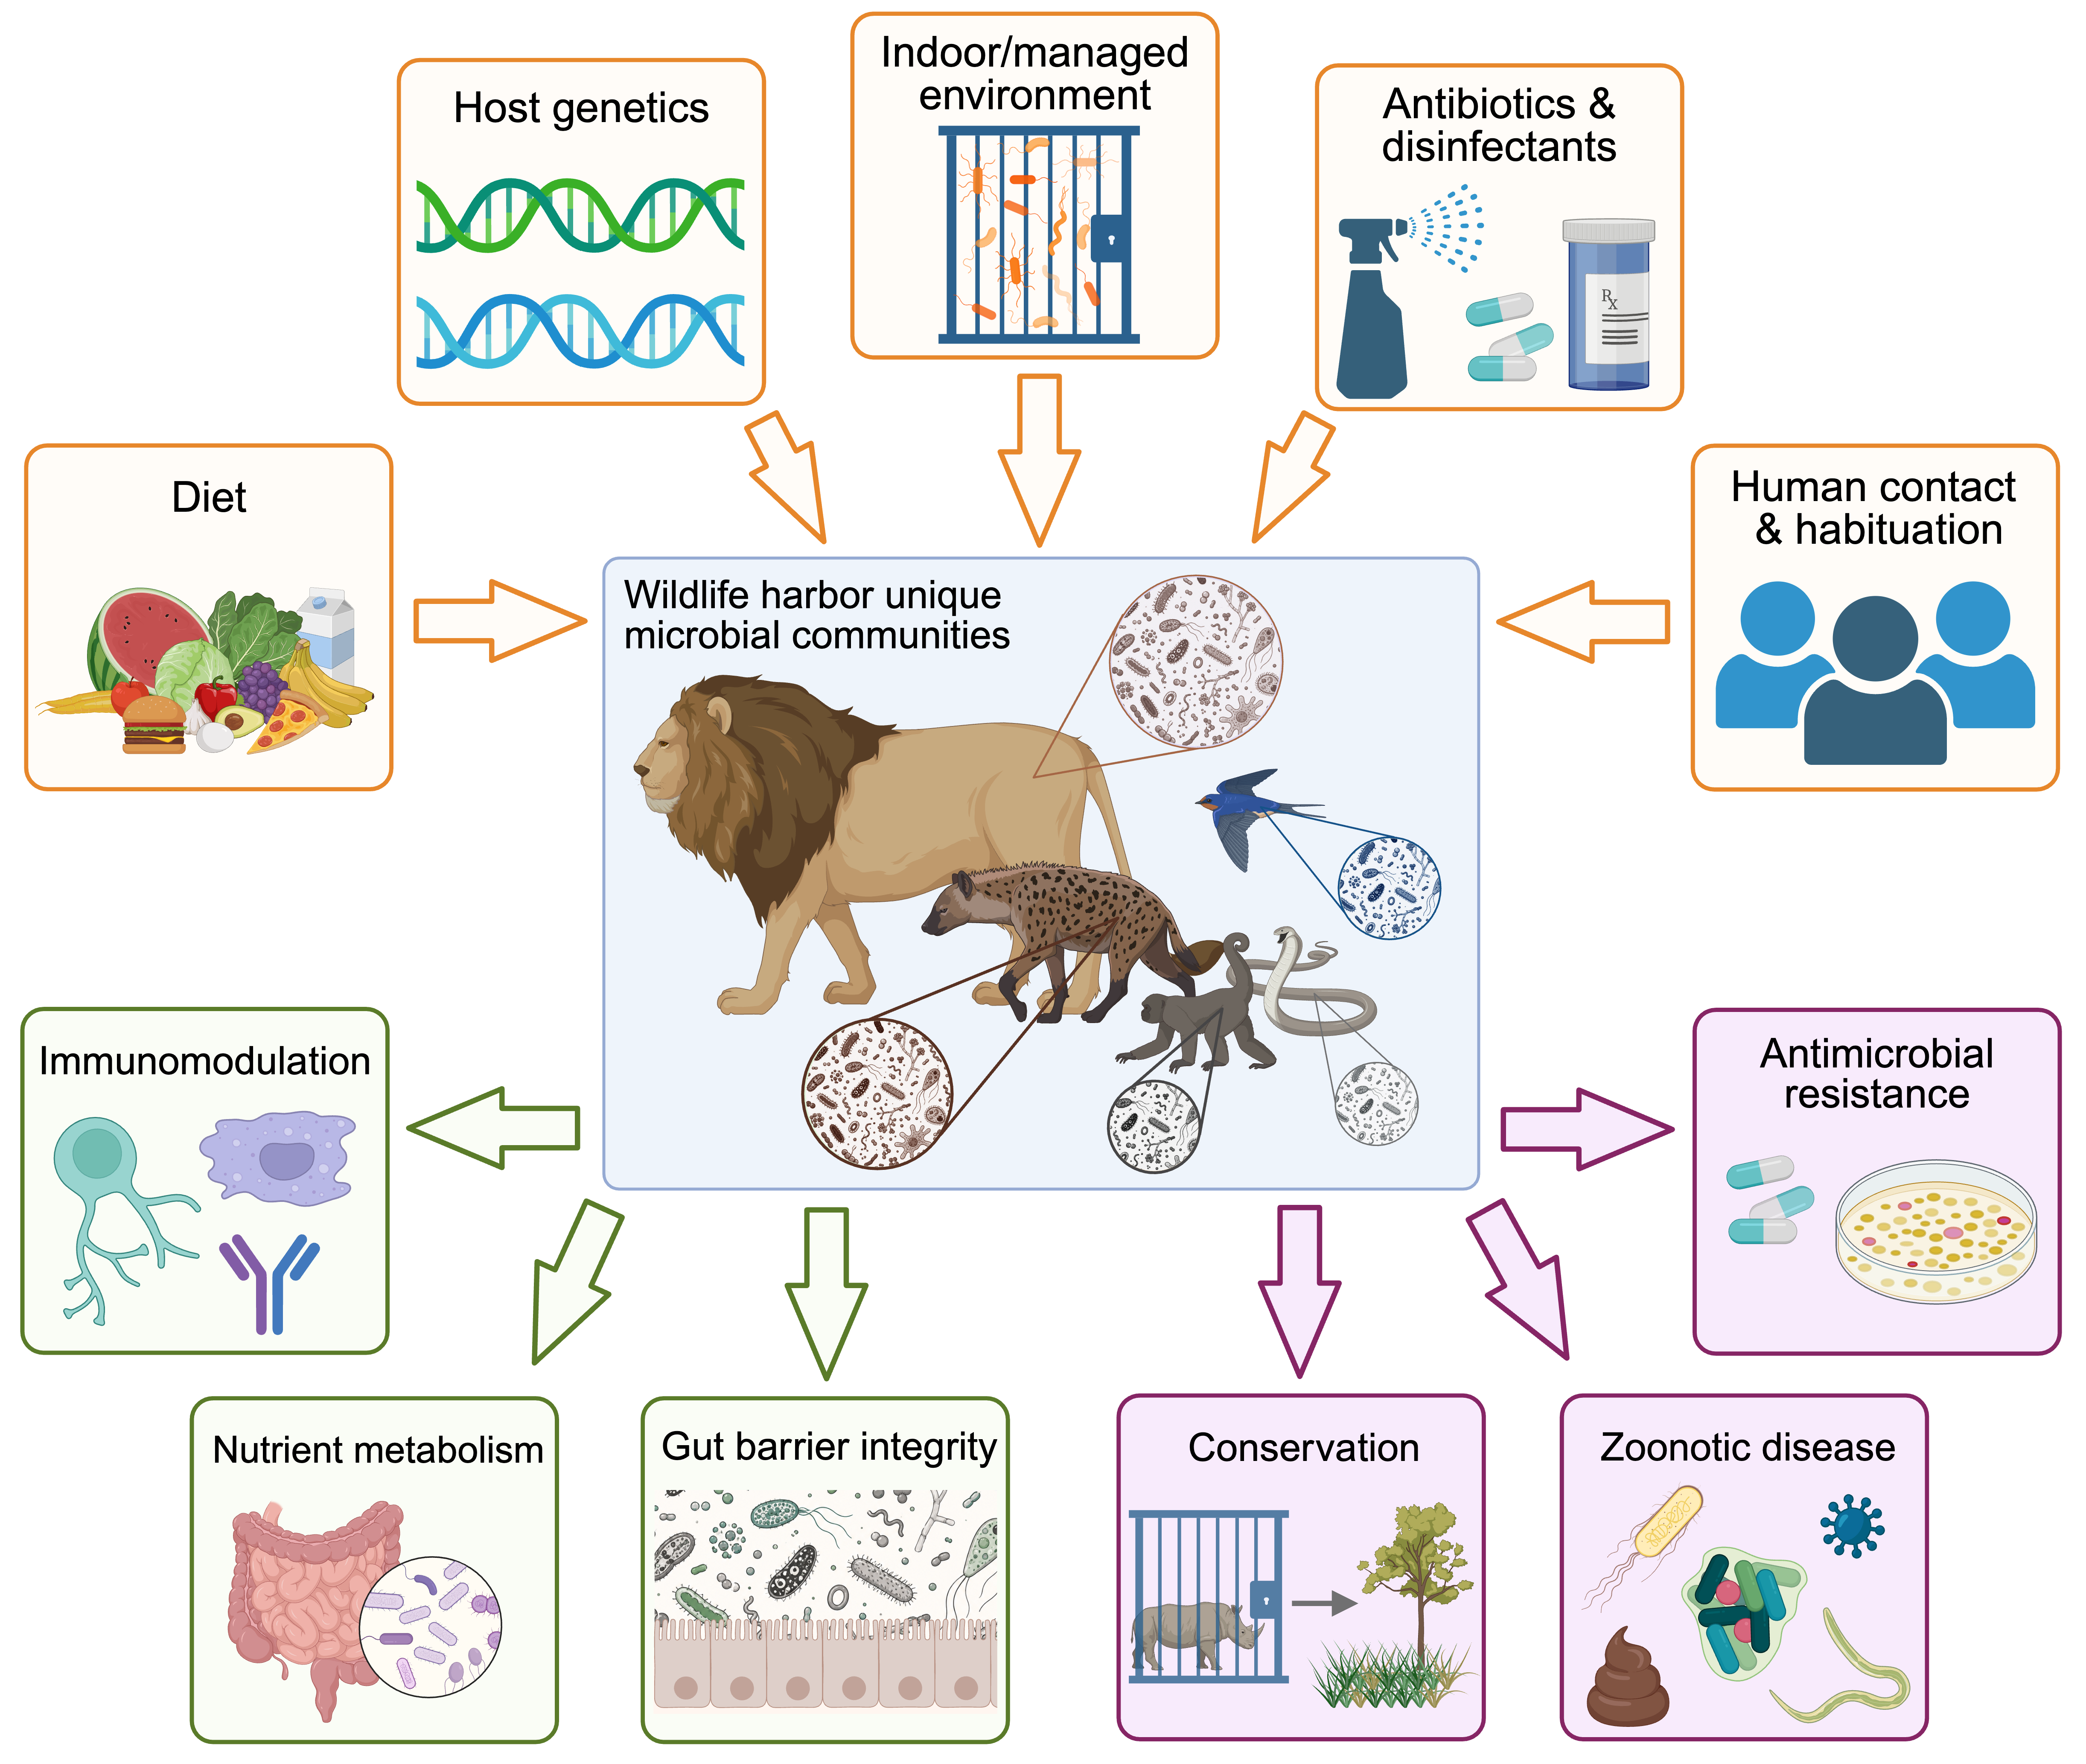 Indoor/managed
environment
Host genetics
Antibiotics &
disinfectants
Rx
Diet
Human contact
& habituation
Wildlife harbor unique
microbial communities
Immunomodulation
Antimicrobial
resistance
Nutrient metabolism
Gut barrier integrity
Conservation
Zoonotic disease